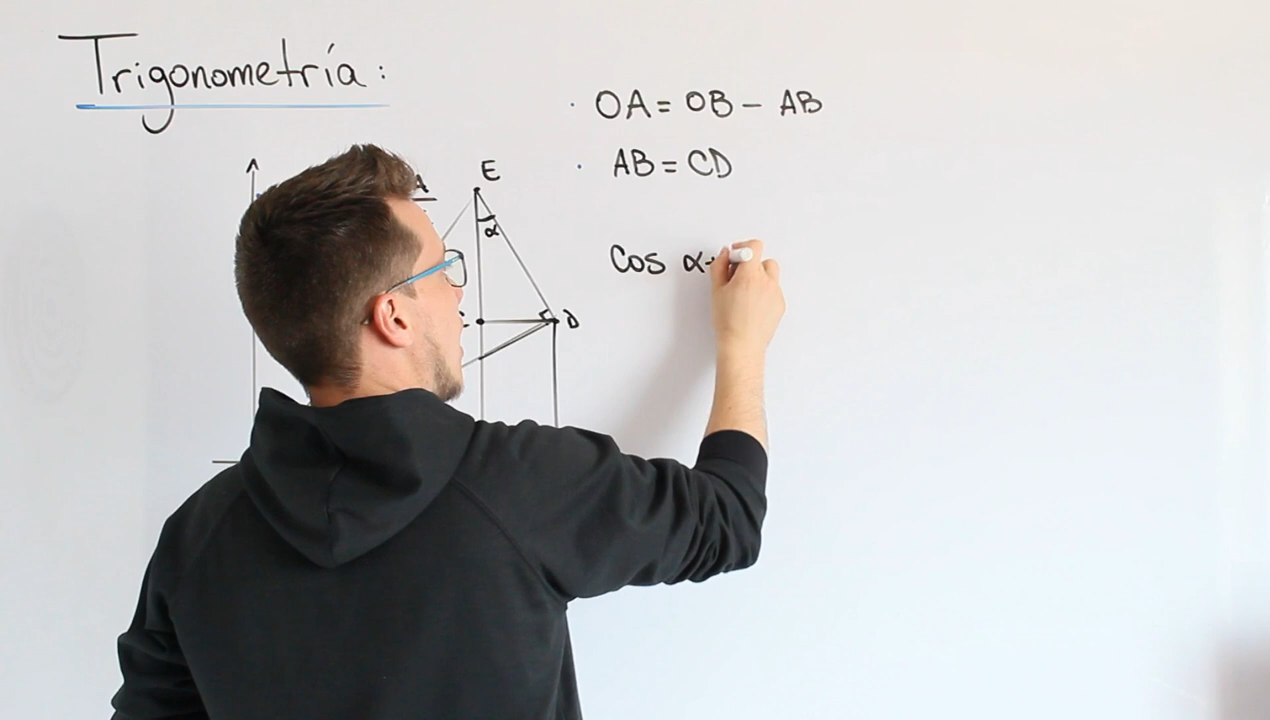 Trigonometría:
· OA = OB - AB
· AB = CD
E
α
Cos α
D